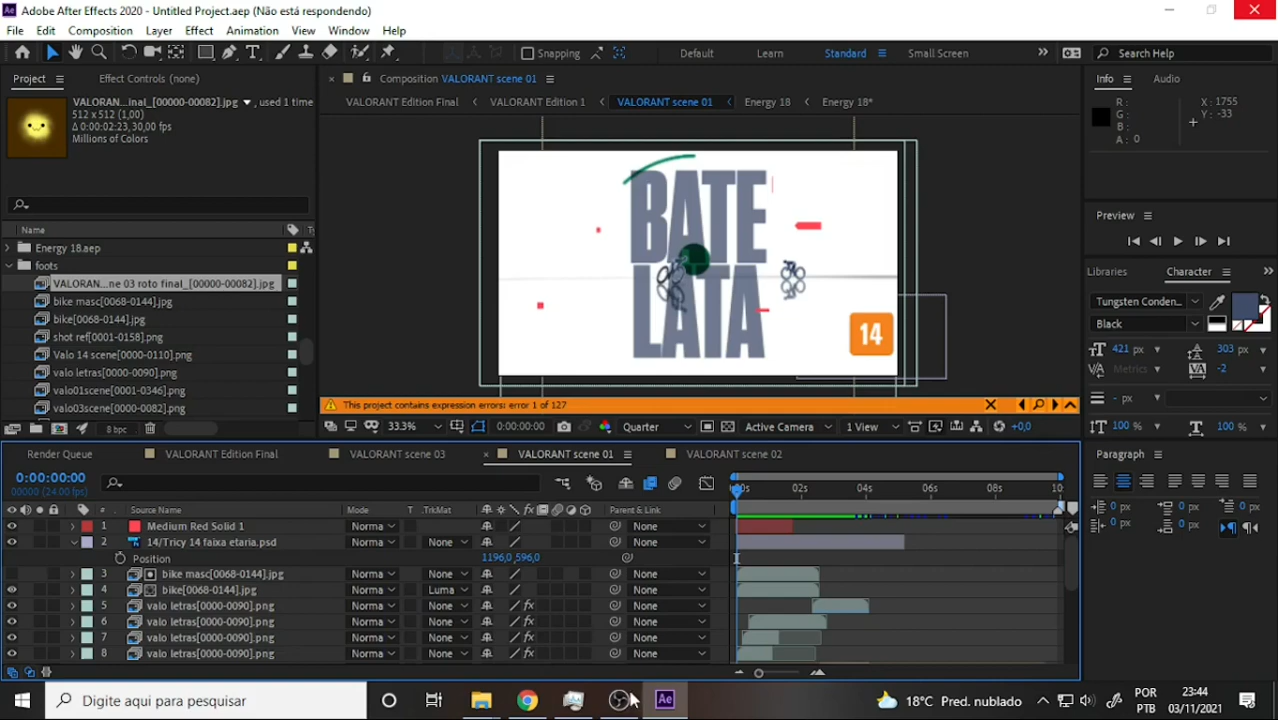 Adobe After Effects 2020 - Untitled Project.aep (Não está respondendo)
File Edit Composition Layer Effect Animation View Window Help
Snapping Default Learn Standard Small Screen Search Help
Project Effect Controls (none) Composition VALORANT scene 01 Info Audio
VALORAN...inal_[00000-00082].jpg , used 1 time
512 x 512 (1,00)
Δ 0:00:02:23, 30,00 fps
Millions of Colors
VALORANT Edition Final VALORANT Edition 1 VALORANT scene 01 Energy 18 Energy 18*
R :
G :
B :
A : 0
X : 1755
Y : -33
BATE
LATA
14
Name
Energy 18.aep
foots
VALORAN...ne 03 roto final_[00000-00082].jpg
bike masc[0068-0144].jpg
bike[0068-0144].jpg
shot ref[0001-0158].png
Valo 14 scene[0000-0110].png
valo letras[0000-0090].png
valo01scene[0001-0346].png
valo03scene[0000-0082].png
8 bpc
This project contains expression errors: error 1 of 127
33.3% 0:00:00:00 Quarter Active Camera 1 View +0,0
Preview
Libraries Character
Tungsten Conden...
Black
421 px 303 px
Metrics -2
- px
100 % 100 %
Paragraph
0 px 0 px
0 px 0 px
0 px
Render Queue VALORANT Edition Final VALORANT scene 03 VALORANT scene 01 VALORANT scene 02
0:00:00:00
00000 (24.00 fps)
:00s 02s 04s 06s 08s 10
# Source Name Mode T .TrkMat Parent & Link
1 Medium Red Solid 1 Norma None
2 14/Tricy 14 faixa etaria.psd Norma None None
Position 1196,0,596,0
3 bike masc[0068-0144].jpg Norma None None
4 bike[0068-0144].jpg Norma Luma None
5 valo letras[0000-0090].png Norma None None
6 valo letras[0000-0090].png Norma None None
7 valo letras[0000-0090].png Norma None None
8 valo letras[0000-0090].png Norma None None
Digite aqui para pesquisar
18°C Pred. nublado
POR
PTB
23:44
03/11/2021